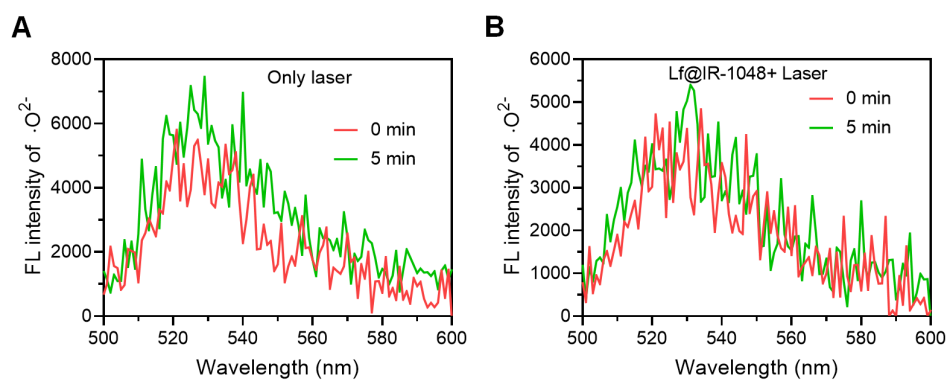 A
FL intensity of ·O²⁻
8000
6000
4000
2000
0
Only laser
0 min
5 min
500 520 540 560 580 600
Wavelength (nm)
B
FL intensity of ·O²⁻
6000
5000
4000
3000
2000
1000
0
Lf@IR-1048+ Laser
0 min
5 min
500 520 540 560 580 600
Wavelength (nm)